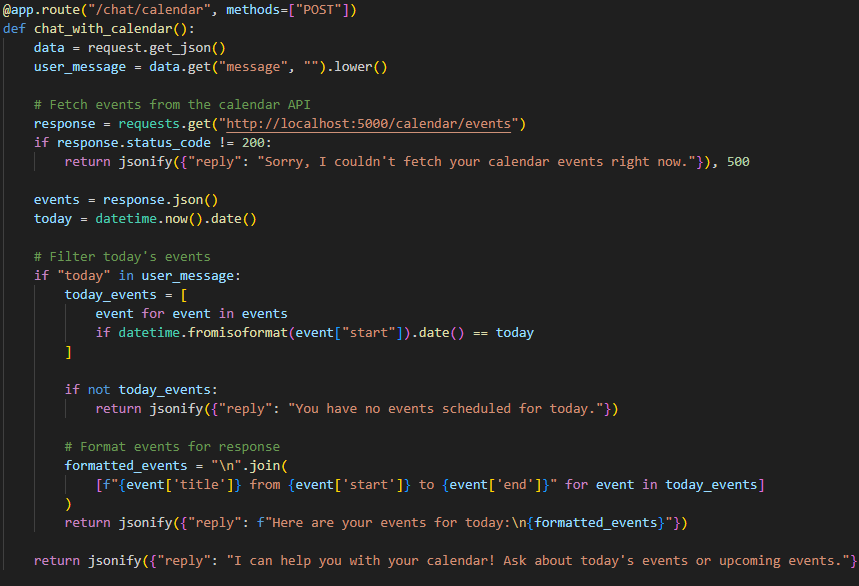 @app.route("/chat/calendar", methods=["POST"])
def chat_with_calendar():
    data = request.get_json()
    user_message = data.get("message", "").lower()

    # Fetch events from the calendar API
    response = requests.get("http://localhost:5000/calendar/events")
    if response.status_code != 200:
        return jsonify({"reply": "Sorry, I couldn't fetch your calendar events right now."}), 500

    events = response.json()
    today = datetime.now().date()

    # Filter today's events
    if "today" in user_message:
        today_events = [
            event for event in events
            if datetime.fromisoformat(event["start"]).date() == today
        ]

        if not today_events:
            return jsonify({"reply": "You have no events scheduled for today."})

        # Format events for response
        formatted_events = "\n".join(
            [f"{event['title']} from {event['start']} to {event['end']}" for event in today_events]
        )
        return jsonify({"reply": f"Here are your events for today:\n{formatted_events}"})

    return jsonify({"reply": "I can help you with your calendar! Ask about today's events or upcoming events."}